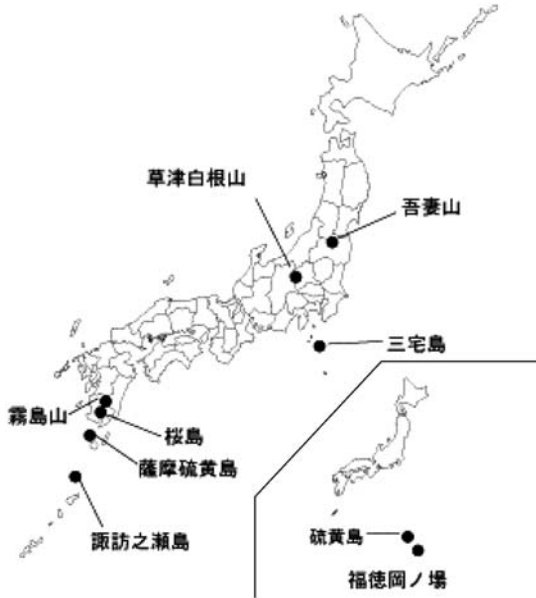 草津白根山
吾妻山
三宅島
霧島山
桜島
薩摩硫黄島
諏訪之瀬島
硫黄島
福徳岡ノ場